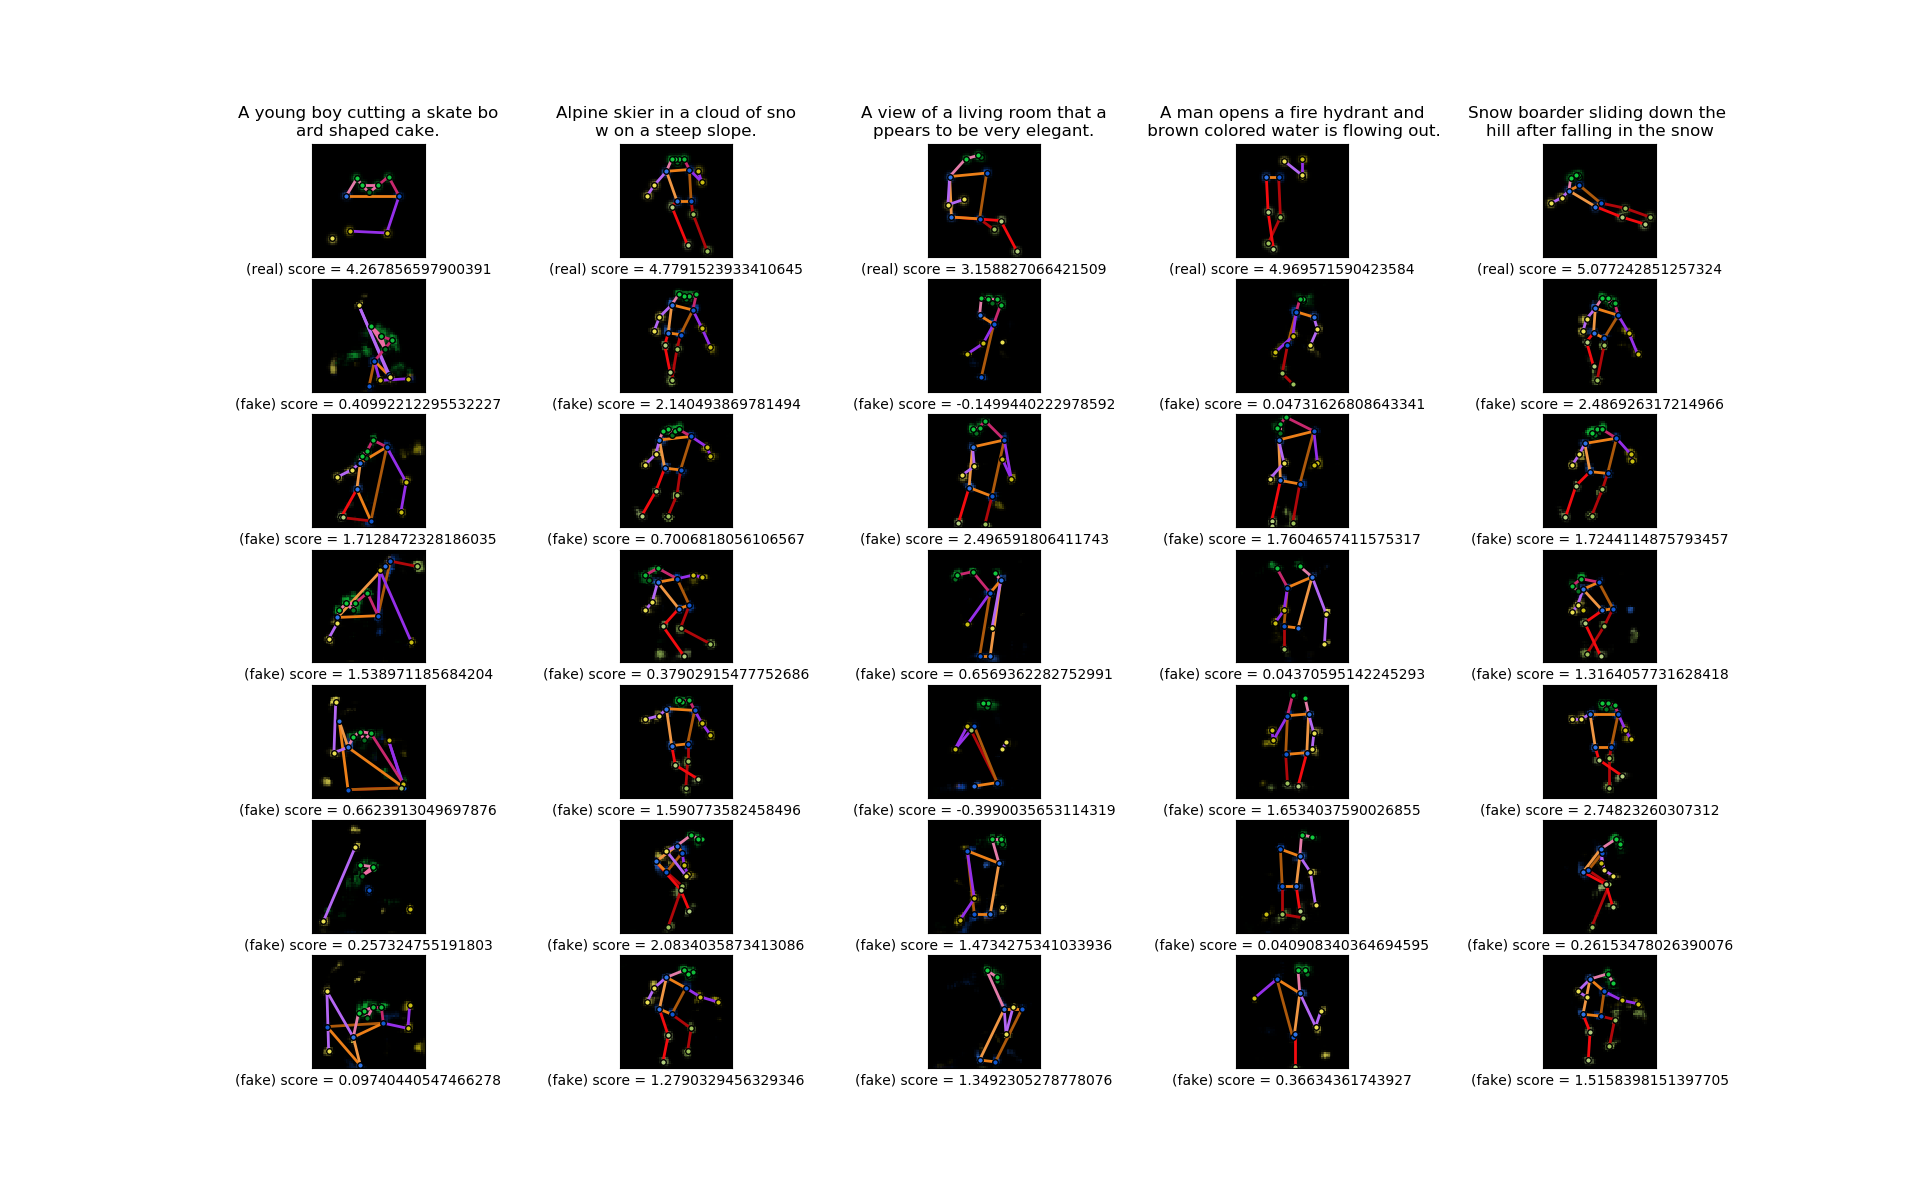 A young boy cutting a skate bo
ard shaped cake.
Alpine skier in a cloud of sno
w on a steep slope.
A view of a living room that a
ppears to be very elegant.
A man opens a fire hydrant and
brown colored water is flowing out.
Snow boarder sliding down the
hill after falling in the snow
(real) score = 4.267856597900391
(real) score = 4.7791523933410645
(real) score = 3.158827066421509
(real) score = 4.969571590423584
(real) score = 5.077242851257324
(fake) score = 0.40992212295532227
(fake) score = 2.140493869781494
(fake) score = -0.1499440222978592
(fake) score = 0.04731626808643341
(fake) score = 2.486926317214966
(fake) score = 1.7128472328186035
(fake) score = 0.7006818056106567
(fake) score = 2.496591806411743
(fake) score = 1.7604657411575317
(fake) score = 1.7244114875793457
(fake) score = 1.538971185684204
(fake) score = 0.37902915477752686
(fake) score = 0.6569362282752991
(fake) score = 0.04370595142245293
(fake) score = 1.3164057731628418
(fake) score = 0.6623913049697876
(fake) score = 1.590773582458496
(fake) score = -0.3990035653114319
(fake) score = 1.6534037590026855
(fake) score = 2.74823260307312
(fake) score = 0.257324755191803
(fake) score = 2.0834035873413086
(fake) score = 1.4734275341033936
(fake) score = 0.040908340364694595
(fake) score = 0.26153478026390076
(fake) score = 0.09740440547466278
(fake) score = 1.2790329456329346
(fake) score = 1.3492305278778076
(fake) score = 0.36634361743927
(fake) score = 1.5158398151397705